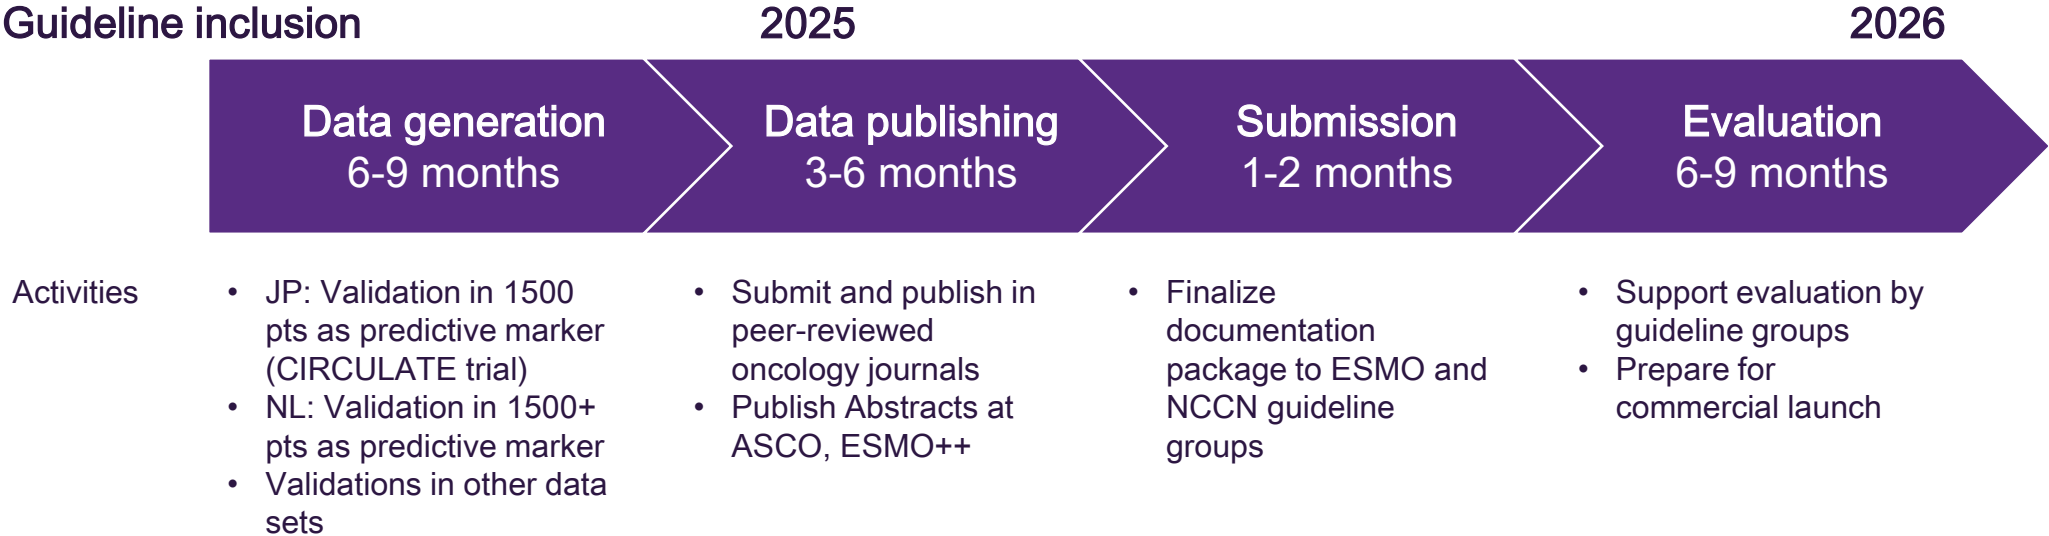 Guideline inclusion 2025 2026
Data generation
6-9 months
Data publishing
3-6 months
Submission
1-2 months
Evaluation
6-9 months
Activities
• JP: Validation in 1500
pts as predictive marker
(CIRCULATE trial)
• NL: Validation in 1500+
pts as predictive marker
• Validations in other data
sets
• Submit and publish in
peer-reviewed
oncology journals
• Publish Abstracts at
ASCO, ESMO++
• Finalize
documentation
package to ESMO and
NCCN guideline
groups
• Support evaluation by
guideline groups
• Prepare for
commercial launch